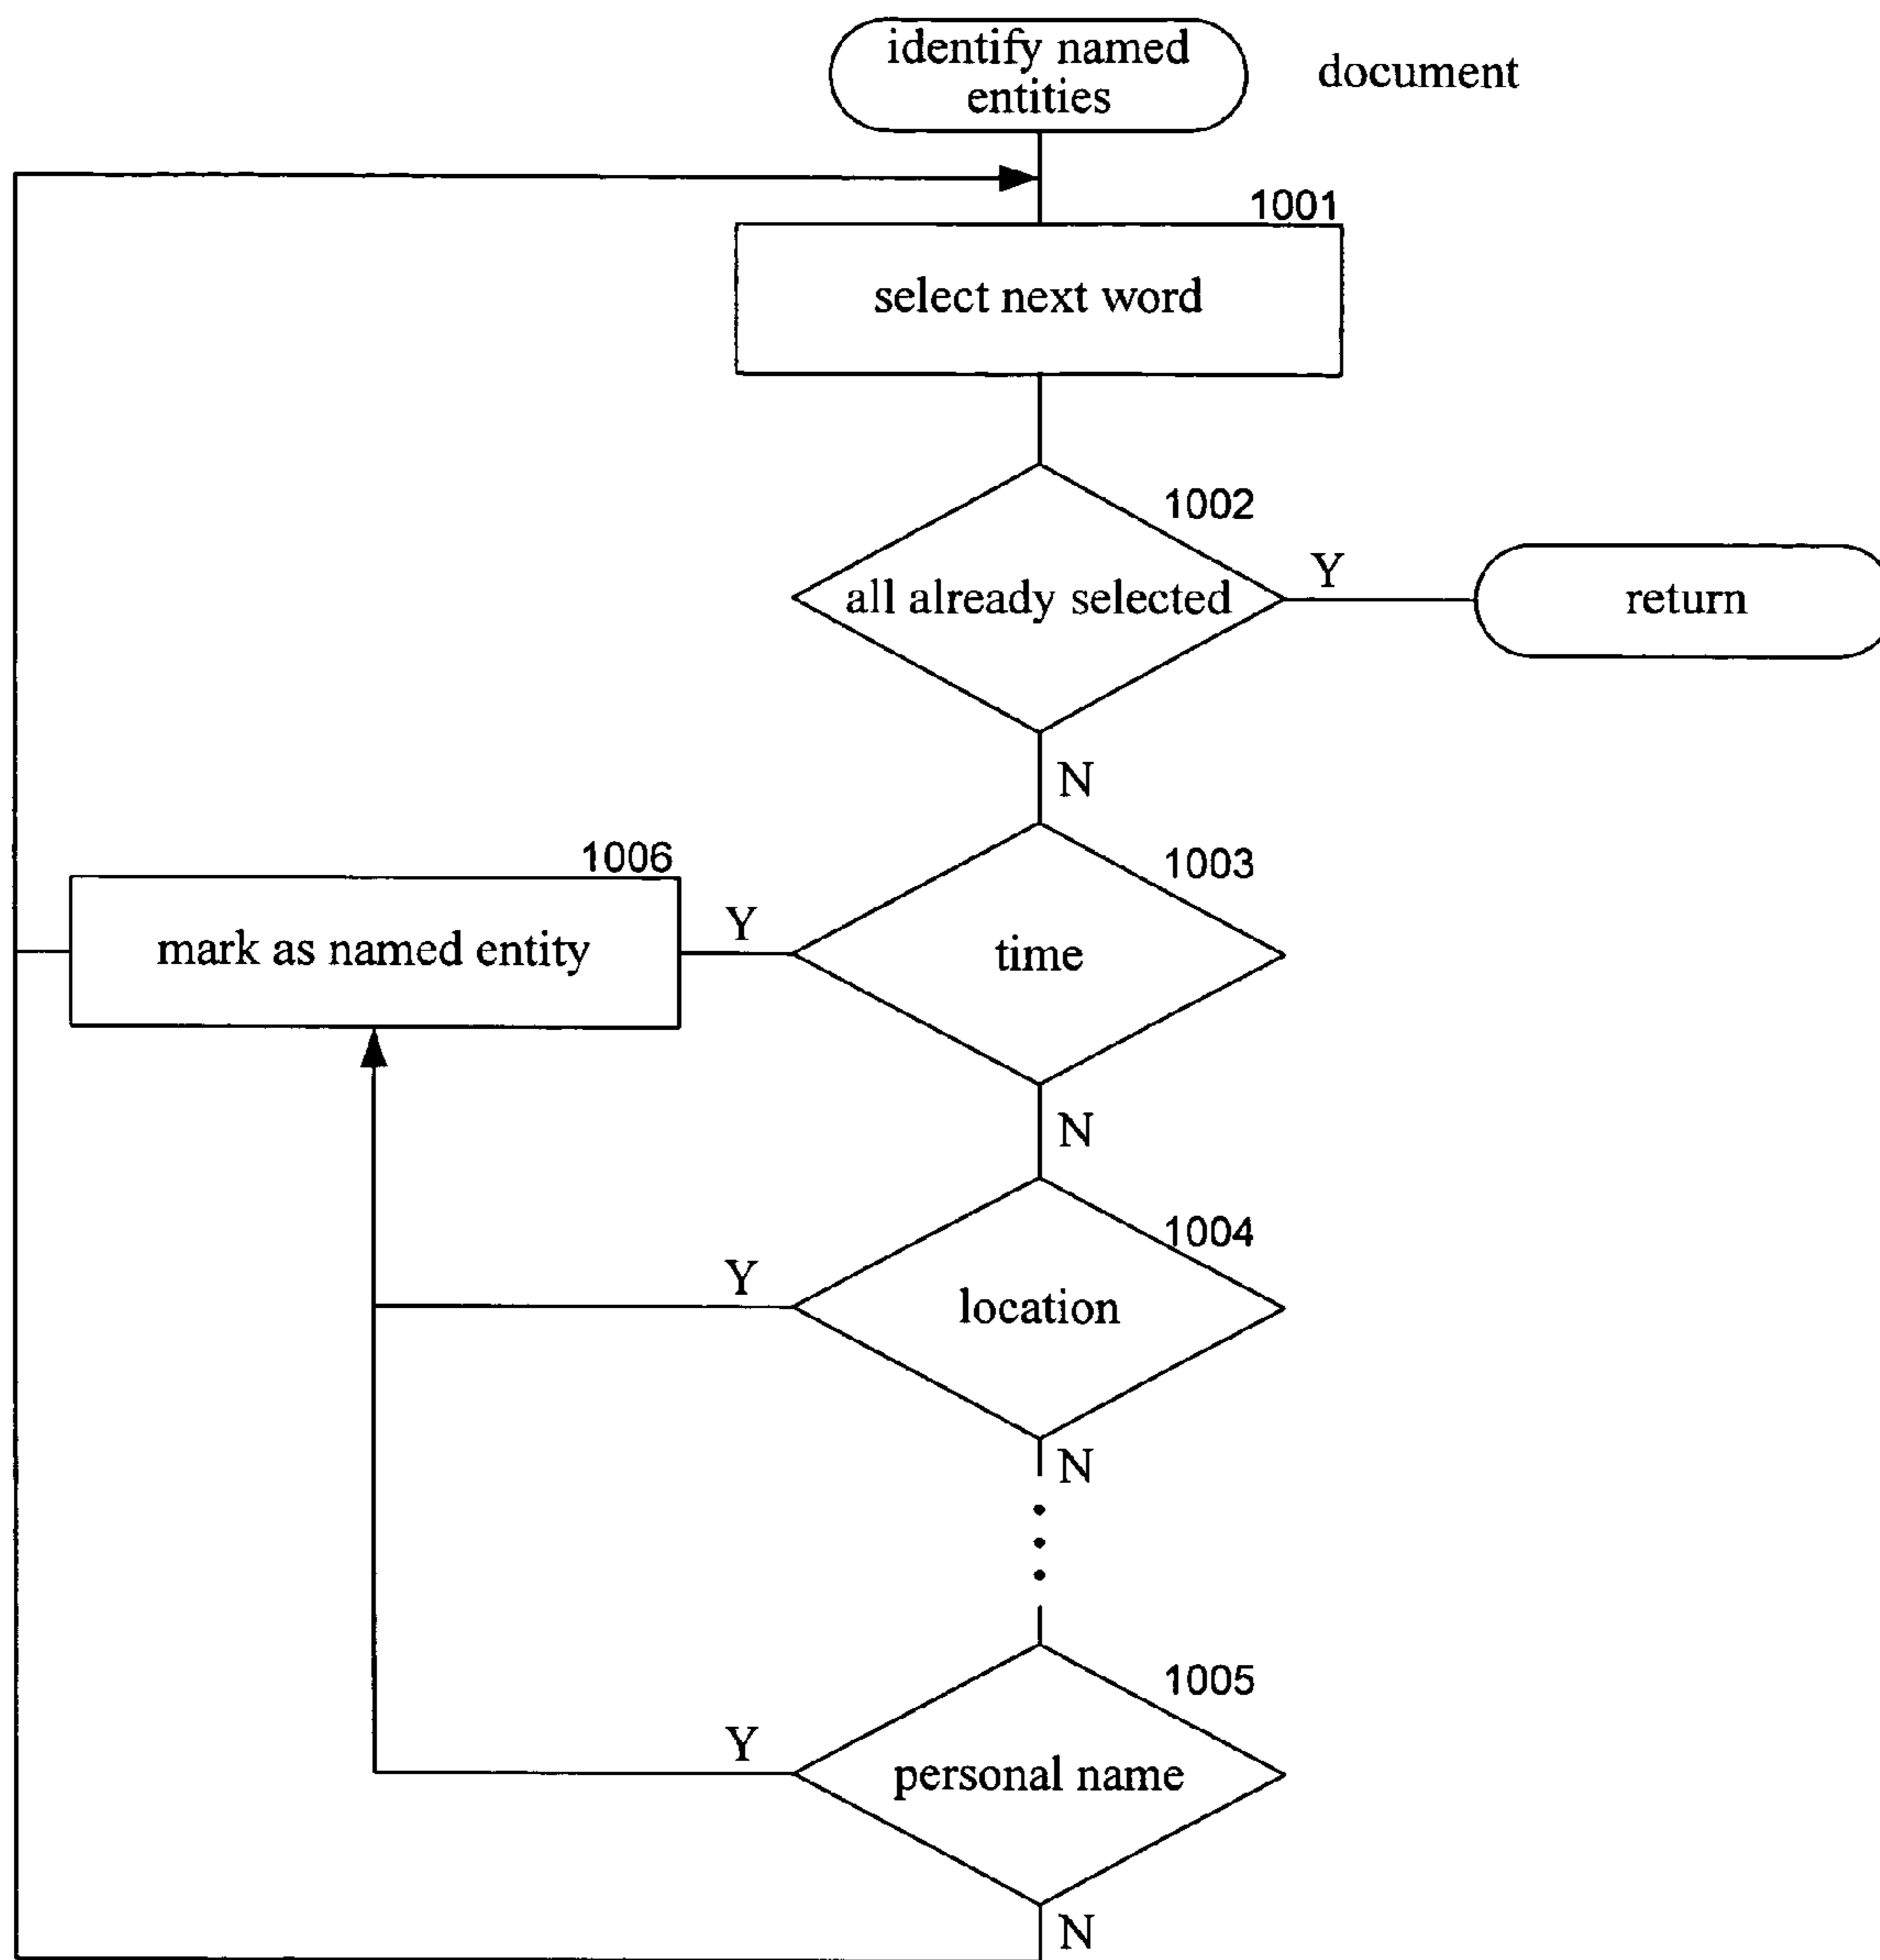 identify named
entities
document
1001
select next word
1002
all already selected
Y
return
N
1003
time
Y
1006
mark as named entity
N
1004
location
Y
N
1005
personal name
Y
N